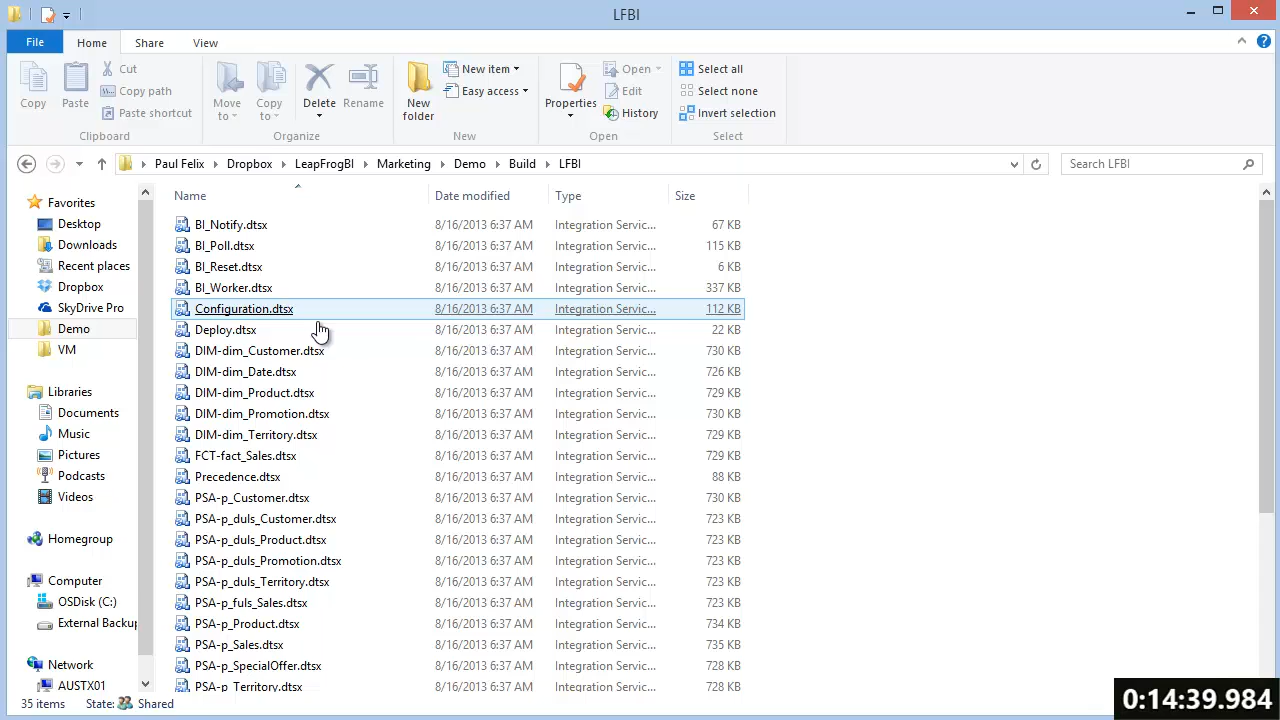 LFBI
File Home Share View
Copy Paste Cut Copy path Paste shortcut
Move to Copy to Delete Rename
New folder New item Easy access
Properties Open Edit History
Select all Select none Invert selection
Clipboard Organize New Open Select
Paul Felix Dropbox LeapFrogBI Marketing Demo Build LFBI Search LFBI
Favorites
Desktop
Downloads
Recent places
Dropbox
SkyDrive Pro
Demo
VM
Libraries
Documents
Music
Pictures
Podcasts
Videos
Homegroup
Computer
OSDisk (C:)
External Backup
Network
AUSTX01
Name Date modified Type Size
BI_Notify.dtsx 8/16/2013 6:37 AM Integration Servic... 67 KB
BI_Poll.dtsx 8/16/2013 6:37 AM Integration Servic... 115 KB
BI_Reset.dtsx 8/16/2013 6:37 AM Integration Servic... 6 KB
BI_Worker.dtsx 8/16/2013 6:37 AM Integration Servic... 337 KB
Configuration.dtsx 8/16/2013 6:37 AM Integration Servic... 112 KB
Deploy.dtsx 8/16/2013 6:37 AM Integration Servic... 22 KB
DIM-dim_Customer.dtsx 8/16/2013 6:37 AM Integration Servic... 730 KB
DIM-dim_Date.dtsx 8/16/2013 6:37 AM Integration Servic... 726 KB
DIM-dim_Product.dtsx 8/16/2013 6:37 AM Integration Servic... 729 KB
DIM-dim_Promotion.dtsx 8/16/2013 6:37 AM Integration Servic... 730 KB
DIM-dim_Territory.dtsx 8/16/2013 6:37 AM Integration Servic... 729 KB
FCT-fact_Sales.dtsx 8/16/2013 6:37 AM Integration Servic... 729 KB
Precedence.dtsx 8/16/2013 6:37 AM Integration Servic... 88 KB
PSA-p_Customer.dtsx 8/16/2013 6:37 AM Integration Servic... 730 KB
PSA-p_duls_Customer.dtsx 8/16/2013 6:37 AM Integration Servic... 723 KB
PSA-p_duls_Product.dtsx 8/16/2013 6:37 AM Integration Servic... 723 KB
PSA-p_duls_Promotion.dtsx 8/16/2013 6:37 AM Integration Servic... 723 KB
PSA-p_duls_Territory.dtsx 8/16/2013 6:37 AM Integration Servic... 723 KB
PSA-p_fuls_Sales.dtsx 8/16/2013 6:37 AM Integration Servic... 723 KB
PSA-p_Product.dtsx 8/16/2013 6:37 AM Integration Servic... 734 KB
PSA-p_Sales.dtsx 8/16/2013 6:37 AM Integration Servic... 735 KB
PSA-p_SpecialOffer.dtsx 8/16/2013 6:37 AM Integration Servic... 728 KB
PSA-p_Territory.dtsx 8/16/2013 6:37 AM Integration Servic... 728 KB
35 items State: Shared
0:14:39.984